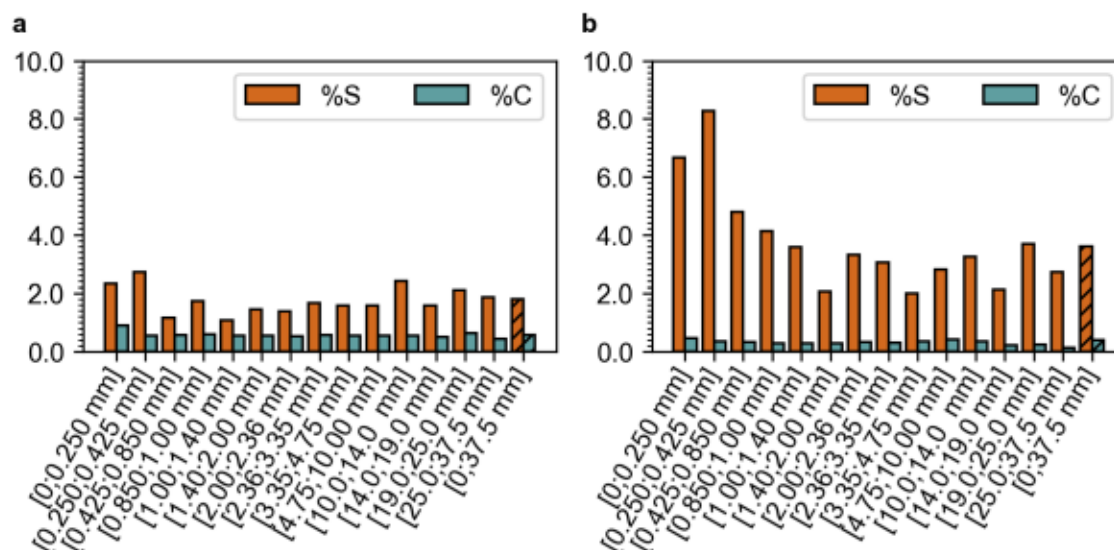 a
10.0
8.0
6.0
4.0
2.0
0.0
%S
%C
[0;0.250 mm]
[0.250;0.425 mm]
[0.425;0.850 mm]
[0.850;1.00 mm]
[1.00;1.40 mm]
[1.40;2.00 mm]
[2.00;2.36 mm]
[2.36;3.35 mm]
[3.35;4.75 mm]
[4.75;10.00 mm]
[10.0;14.0 mm]
[14.0;19.0 mm]
[19.0;25.0 mm]
[25.0;37.5 mm]
[0;37.5 mm]
b
10.0
8.0
6.0
4.0
2.0
0.0
%S
%C
[0;0.250 mm]
[0.250;0.425 mm]
[0.425;0.850 mm]
[0.850;1.00 mm]
[1.00;1.40 mm]
[1.40;2.00 mm]
[2.00;2.36 mm]
[2.36;3.35 mm]
[3.35;4.75 mm]
[4.75;10.00 mm]
[10.0;14.0 mm]
[14.0;19.0 mm]
[19.0;25.0 mm]
[25.0;37.5 mm]
[0;37.5 mm]